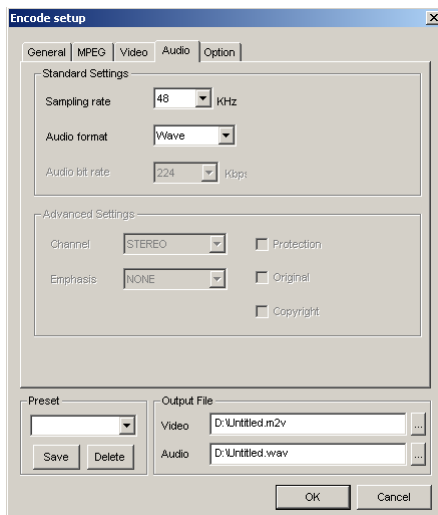 Encode setup
General MPEG Video Audio Option
Standard Settings
Sampling rate 48 KHz
Audio format Wave
Audio bit rate 224 Kbps
Advanced Settings
Channel STEREO Protection
Emphasis NONE Original
Copyright
Preset Output File
Video D:\Untitled.m2v ...
Save Delete Audio D:\Untitled.wav ...
OK Cancel